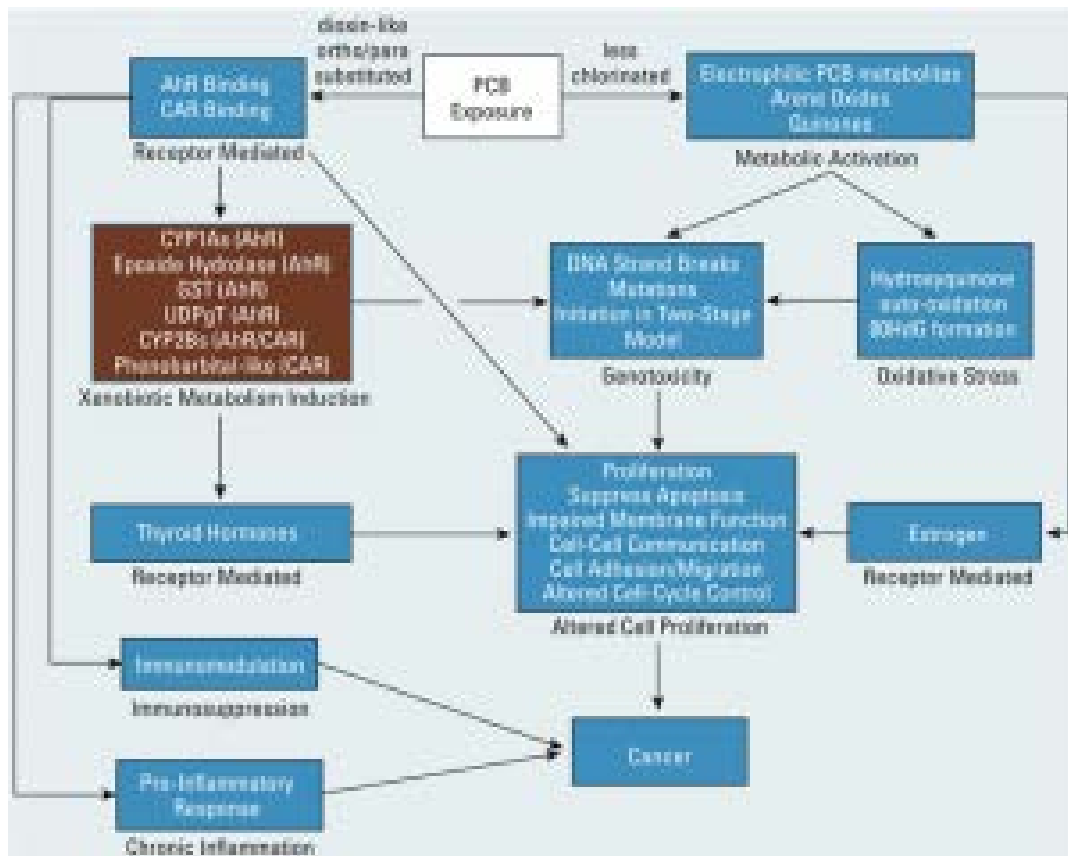 dioxin-like
ortho/para
substituted
less
chlorinated
AhR Binding
CAR Binding
Receptor Mediated
PCB
Exposure
Electrophilic PCB metabolites
Arene Oxides
Quinones
Metabolic Activation
CYP1As (AhR)
Epoxide Hydrolase (AhR)
GST (AhR)
UDPgT (AhR)
CYP2Bs (AhR/CAR)
Phenobarbital-like (CAR)
Xenobiotic Metabolism Induction
DNA Strand Breaks
Mutations
Initiation in Two-Stage
Model
Genotoxicity
auto-oxidation
formation
Oxidative Stress
Thyroid Hormones
Receptor Mediated
Proliferation
Suppress Apoptosis
Impaired Membrane Function
Cell-Cell Communication
Cell Adhesion/Migration
Altered Cell-Cycle Control
Altered Cell Proliferation
Estrogen
Receptor Mediated
Immunomodulation
Immunosuppression
Pro-Inflammatory
Response
Chronic Inflammation
Cancer